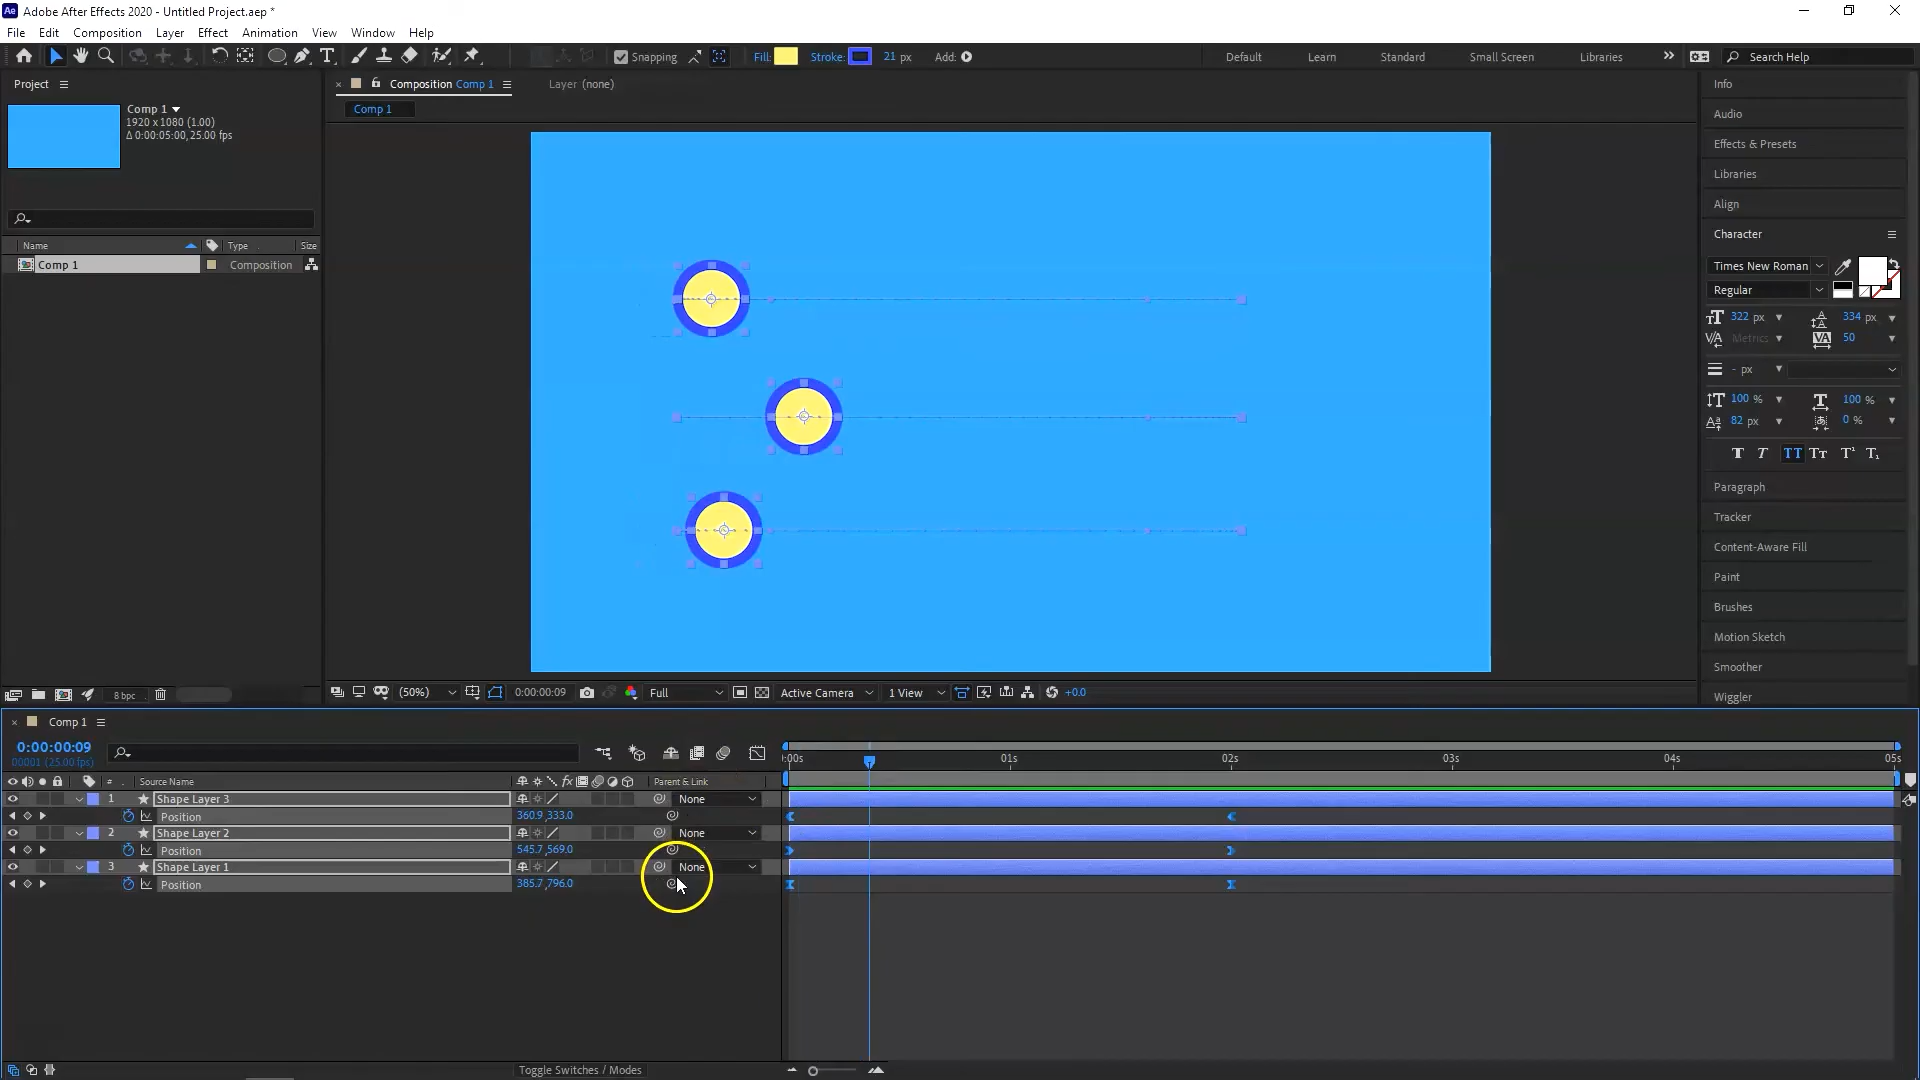 Ae Adobe After Effects 2020 - Untitled Project.aep *
File Edit Composition Layer Effect Animation View Window Help
Snapping Fill: Stroke: 21 px Add: Default Learn Standard Small Screen Libraries Search Help
Project
Composition Comp 1 Layer (none)
Info
Comp 1
1920 x 1080 (1.00)
Δ 0:00:05:00, 25.00 fps
Comp 1
Audio
Effects & Presets
Libraries
Align
Name Type Size
Comp 1 Composition
Character
Times New Roman
Regular
322 px 334 px
Metrics 50
- px
100 % 100 %
82 px 0 %
T T TT Tr T¹ T₁
Paragraph
Tracker
Content-Aware Fill
Paint
Brushes
Motion Sketch
Smoother
Wiggler
8 bpc
(50%) 0:00:00:09 Full Active Camera 1 View +0.0
Comp 1
0:00:00:09
00001 (25.00 fps)
:00s 01s 02s 03s 04s 05s
# Source Name fx Parent & Link
1 Shape Layer 3 None
Position 360.9,333.0
2 Shape Layer 2 None
Position 545.7,569.0
3 Shape Layer 1 None
Position 385.7,796.0
Toggle Switches / Modes